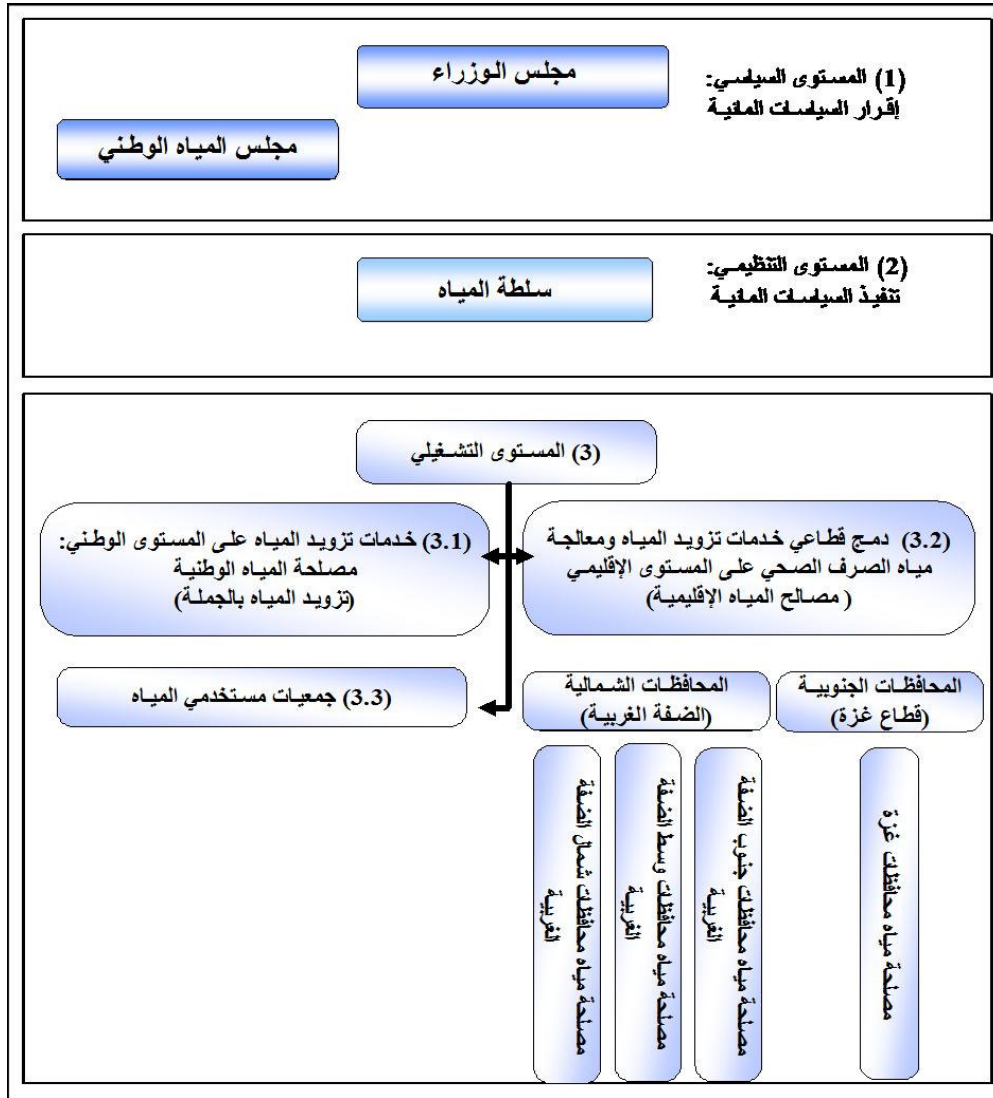 (1) المستوى السياسي:
إقرار السياسات المائية
مجلس الوزراء
مجلس المياه الوطني
(2) المستوى التنظيمي:
تنفيذ السياسات المائية
سلطة المياه
(3) المستوى التشغيلي
(3.2) دمج قطاعي خدمات تزويد المياه ومعالجة
مياه الصرف الصحي على المستوى الإقليمي
( مصالح المياه الإقليمية)
(3.1) خدمات تزويد المياه على المستوى الوطني:
مصلحة المياه الوطنية
(تزويد المياه بالجملة)
المحافظات الجنوبية
(قطاع غزة)
المحافظات الشمالية
(الضفة الغربية)
(3.3) جمعيات مستخدمي المياه
مصلحة مياه محافظات غزة
مصلحة مياه محافظات جنوب الضفة
الغربية
مصلحة مياه محافظات وسط الضفة
الغربية
مصلحة مياه محافظات شمال الضفة
الغربية